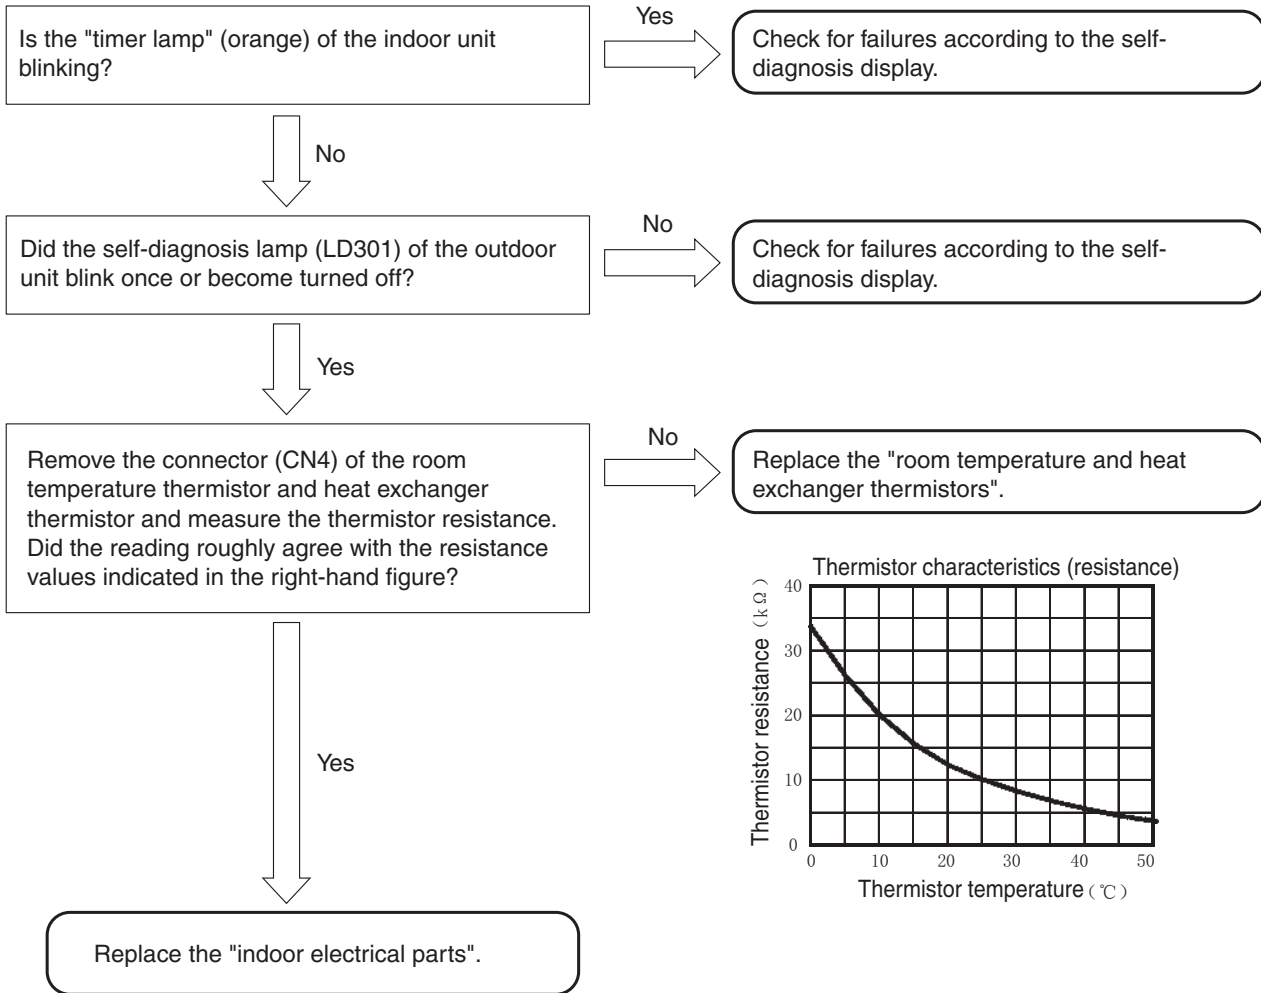 Is the "timer lamp" (orange) of the indoor unit
blinking?
Yes
Check for failures according to the self-
diagnosis display.
No
Did the self-diagnosis lamp (LD301) of the outdoor
unit blink once or become turned off?
No
Check for failures according to the self-
diagnosis display.
Yes
Remove the connector (CN4) of the room
temperature thermistor and heat exchanger
thermistor and measure the thermistor resistance.
Did the reading roughly agree with the resistance
values indicated in the right-hand figure?
No
Replace the "room temperature and heat
exchanger thermistors".
Yes
Thermistor characteristics (resistance)
Thermistor resistance (kΩ)
40
30
20
10
0
0 10 20 30 40 50
Thermistor temperature (℃)
Replace the "indoor electrical parts".